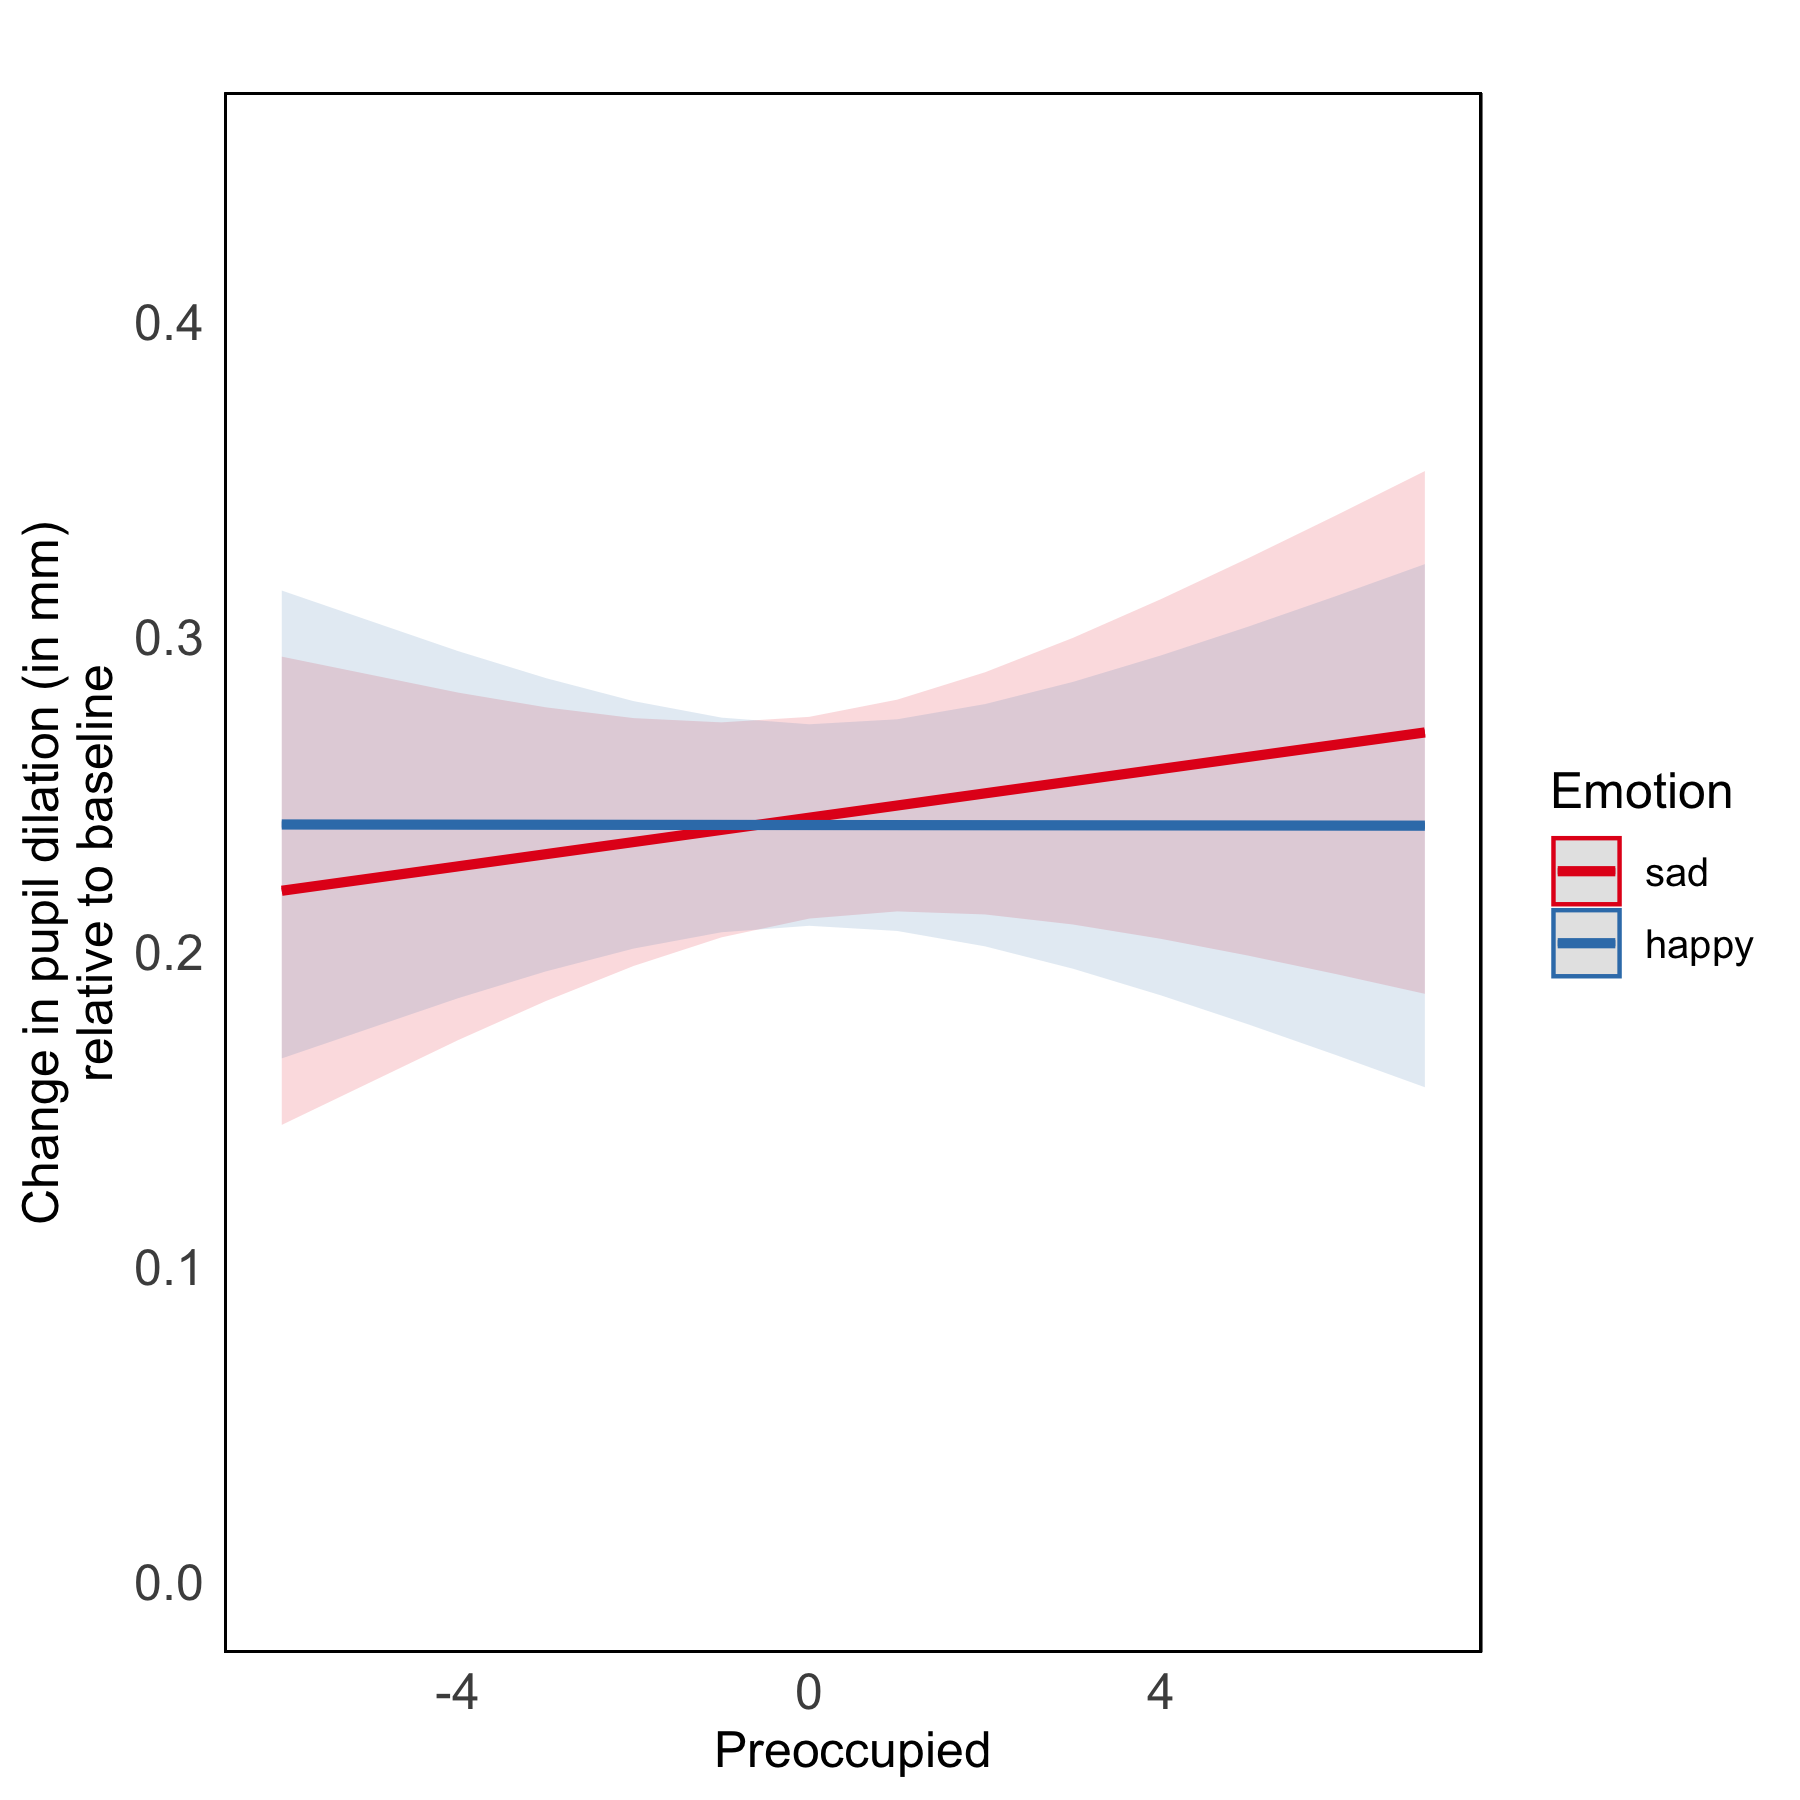 Change in pupil dilation (in mm)
relative to baseline
0.4
0.3
0.2
0.1
0.0
-4
0
4
Preoccupied
Emotion
sad
happy